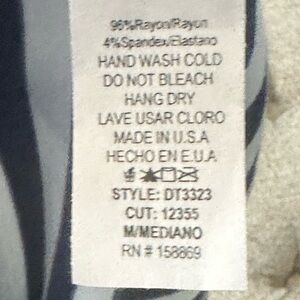 96%Rayon/Rayon
4%Spandex/Elastano
HAND WASH COLD
DO NOT BLEACH
HANG DRY
LAVE USAR CLORO
MADE IN U.S.A
HECHO EN E.U.A
STYLE: DT3323
CUT: 12355
M/MEDIANO
RN # 158869